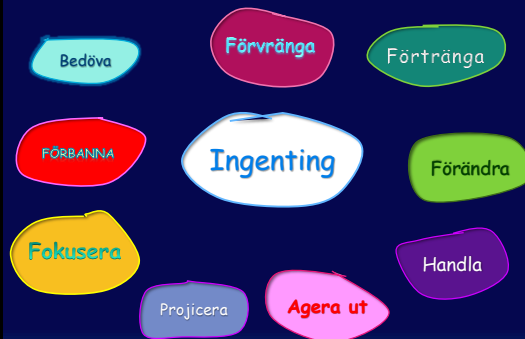 Bedöva
Förvränga
Förtränga
FÖRBANNA
Ingenting
Förändra
Fokusera
Handla
Projicera
Agera ut